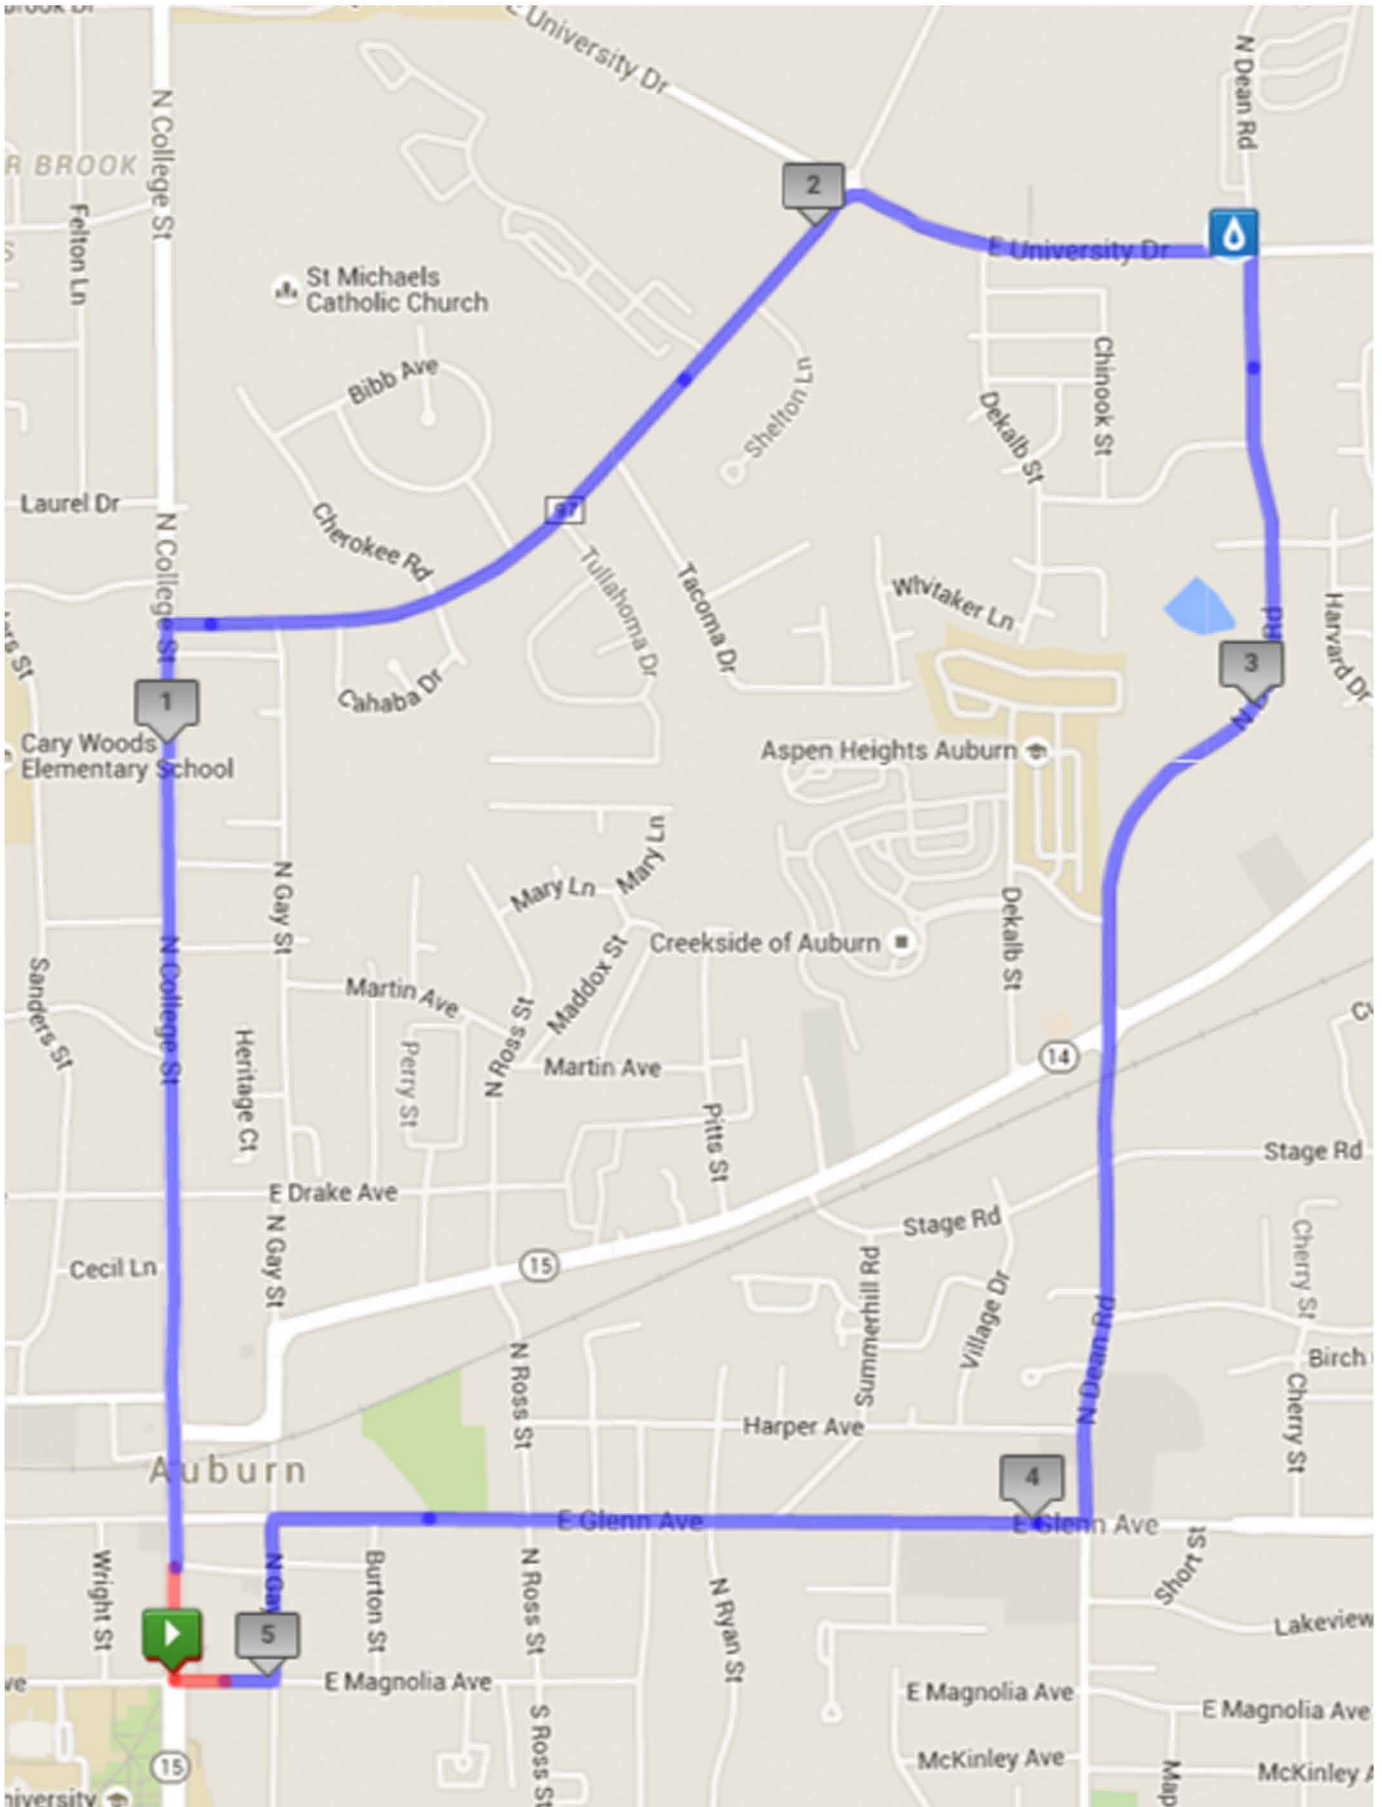 E University Dr
N Dean Rd
N College St
R BROOK
2
Felton Ln
E University Dr
St Michaels
Catholic Church
Bibb Ave
Chinook St
Shelton Ln
Dekalb St
Laurel Dr
N College St
Cherokee Rd
Tullahoma Dr
Tacoma Dr
Whitaker Ln
Harvard Dr
Rd
3
1
Cahaba Dr
Cary Woods
Elementary School
Aspen Heights Auburn
Mary Ln
Mary Ln
N Gay St
Dekalb St
Creekside of Auburn
Maddox St
N College St
Sanders St
Martin Ave
N Ross St
Heritage Ct
Perry St
Martin Ave
14
Pitts St
Stage Rd
E Drake Ave
Stage Rd
N Gay St
Cecil Ln
15
Summerhill Rd
Village Dr
Cherry St
N Dean Rd
Birch
N Ross St
Harper Ave
Cherry St
Auburn
4
E Glenn Ave
E Glenn Ave
Wright St
N Gay
Burton St
N Ross St
N Ryan St
Short St
Lakeview
5
E Magnolia Ave
E Magnolia Ave
E Magnolia Ave
S Ross St
McKinley Ave
McKinley A
15
Map
niversity